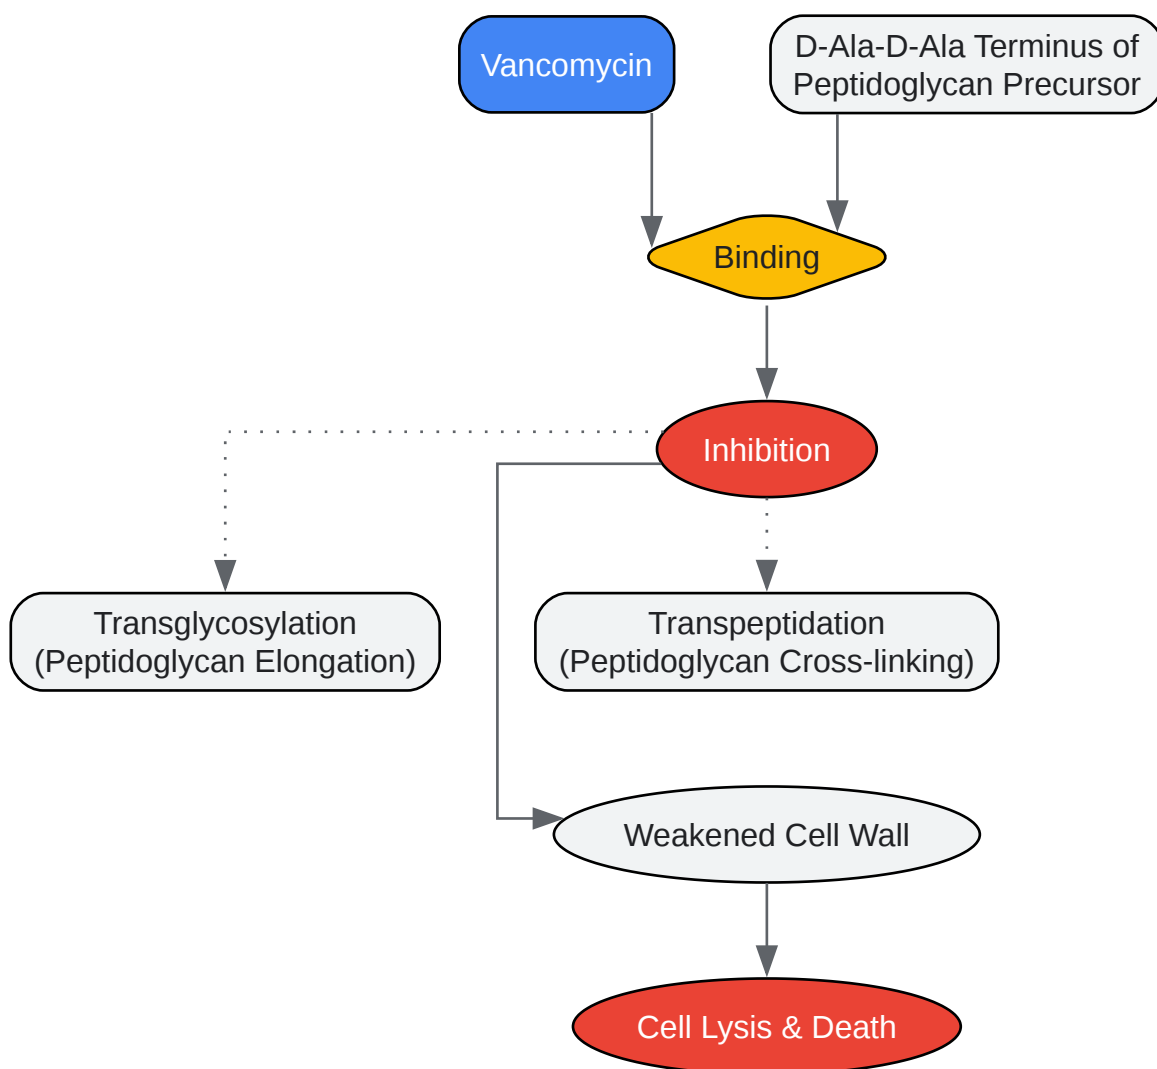 Vancomycin
D-Ala-D-Ala Terminus of
Peptidoglycan Precursor
Binding
Inhibition
Transglycosylation
(Peptidoglycan Elongation)
Transpeptidation
(Peptidoglycan Cross-linking)
Weakened Cell Wall
Cell Lysis & Death